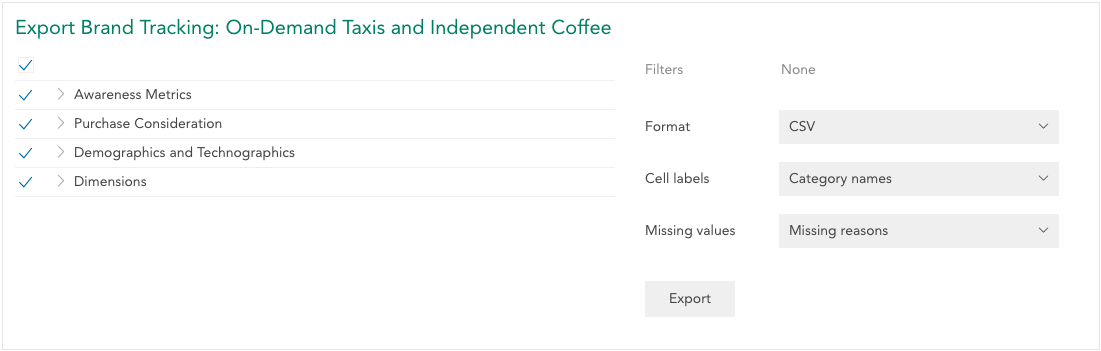 Export Brand Tracking: On-Demand Taxis and Independent Coffee
Awareness Metrics
Purchase Consideration
Demographics and Technographics
Dimensions
Filters None
Format CSV
Cell labels Category names
Missing values Missing reasons
Export